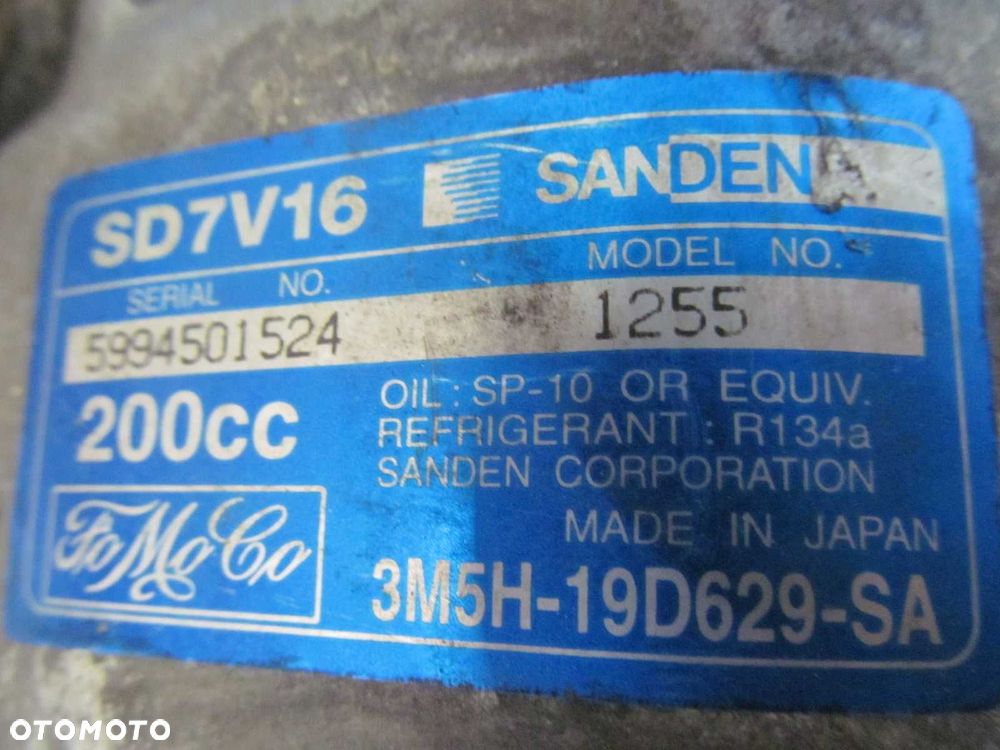 SD7V16 SANDEN
SERIAL NO. MODEL NO.
5994501524 1255
200cc
OIL: SP-10 OR EQUIV.
REFRIGERANT : R134a
SANDEN CORPORATION
MADE IN JAPAN
FoMoCo
3M5H-19D629-SA
OTOMOTO